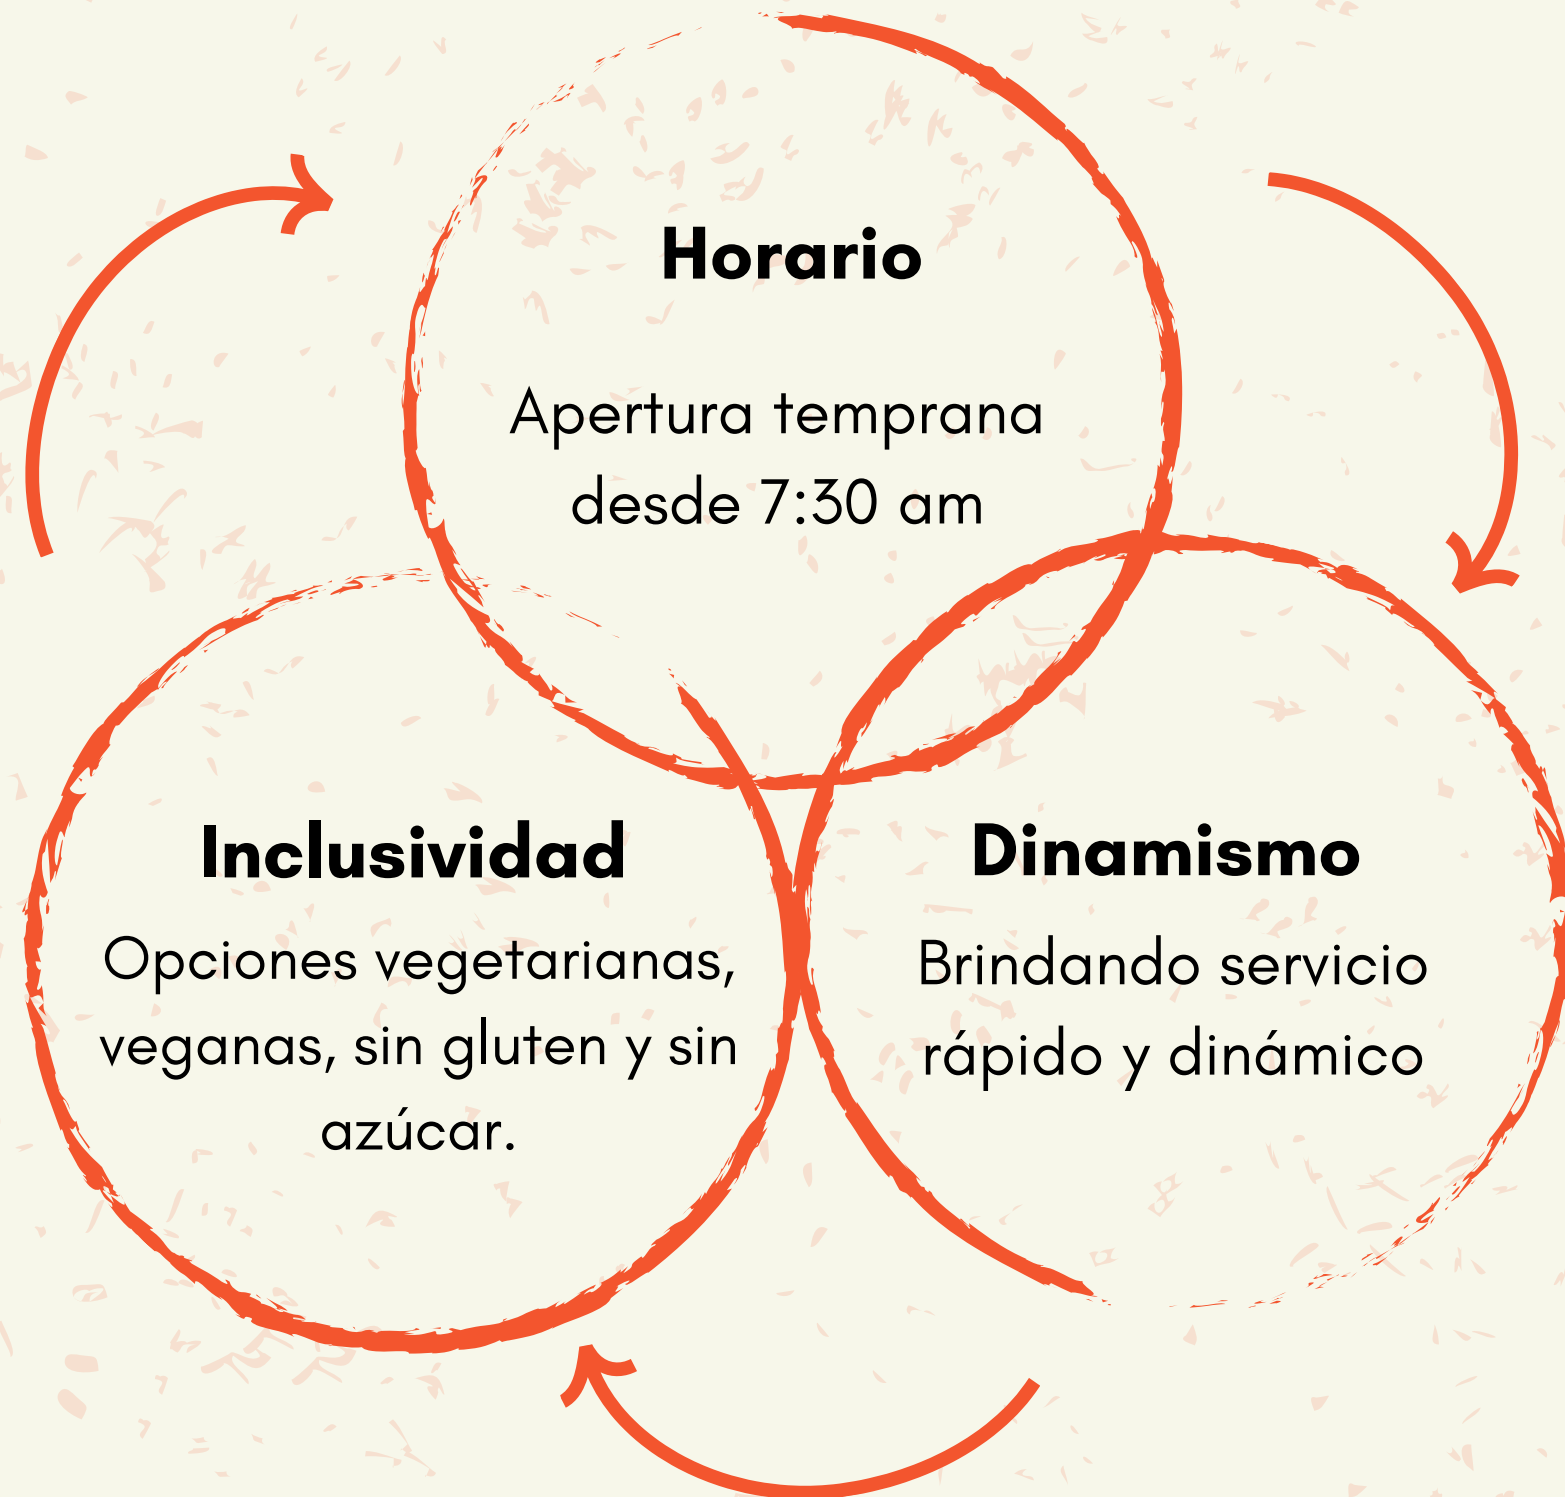 Horario
Apertura temprana
desde 7:30 am
Inclusividad
Opciones vegetarianas,
veganas, sin gluten y sin
azúcar.
Dinamismo
Brindando servicio
rápido y dinámico